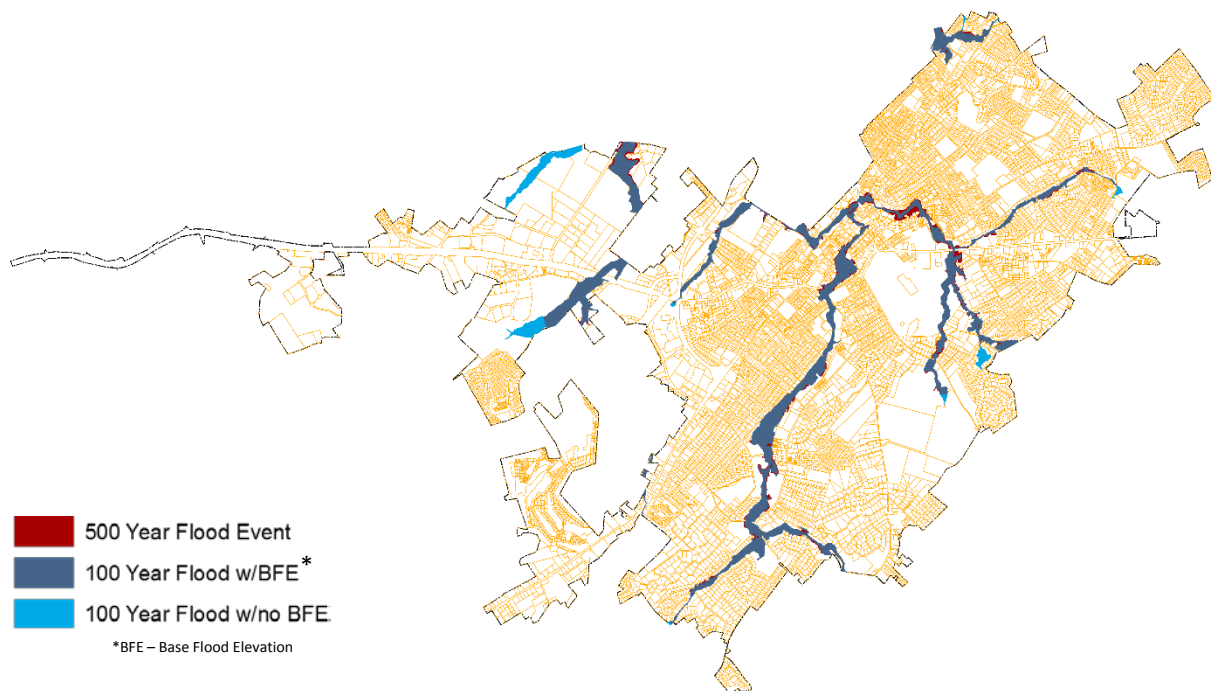 500 Year Flood Event
100 Year Flood w/BFE*
100 Year Flood w/no BFE.
*BFE – Base Flood Elevation